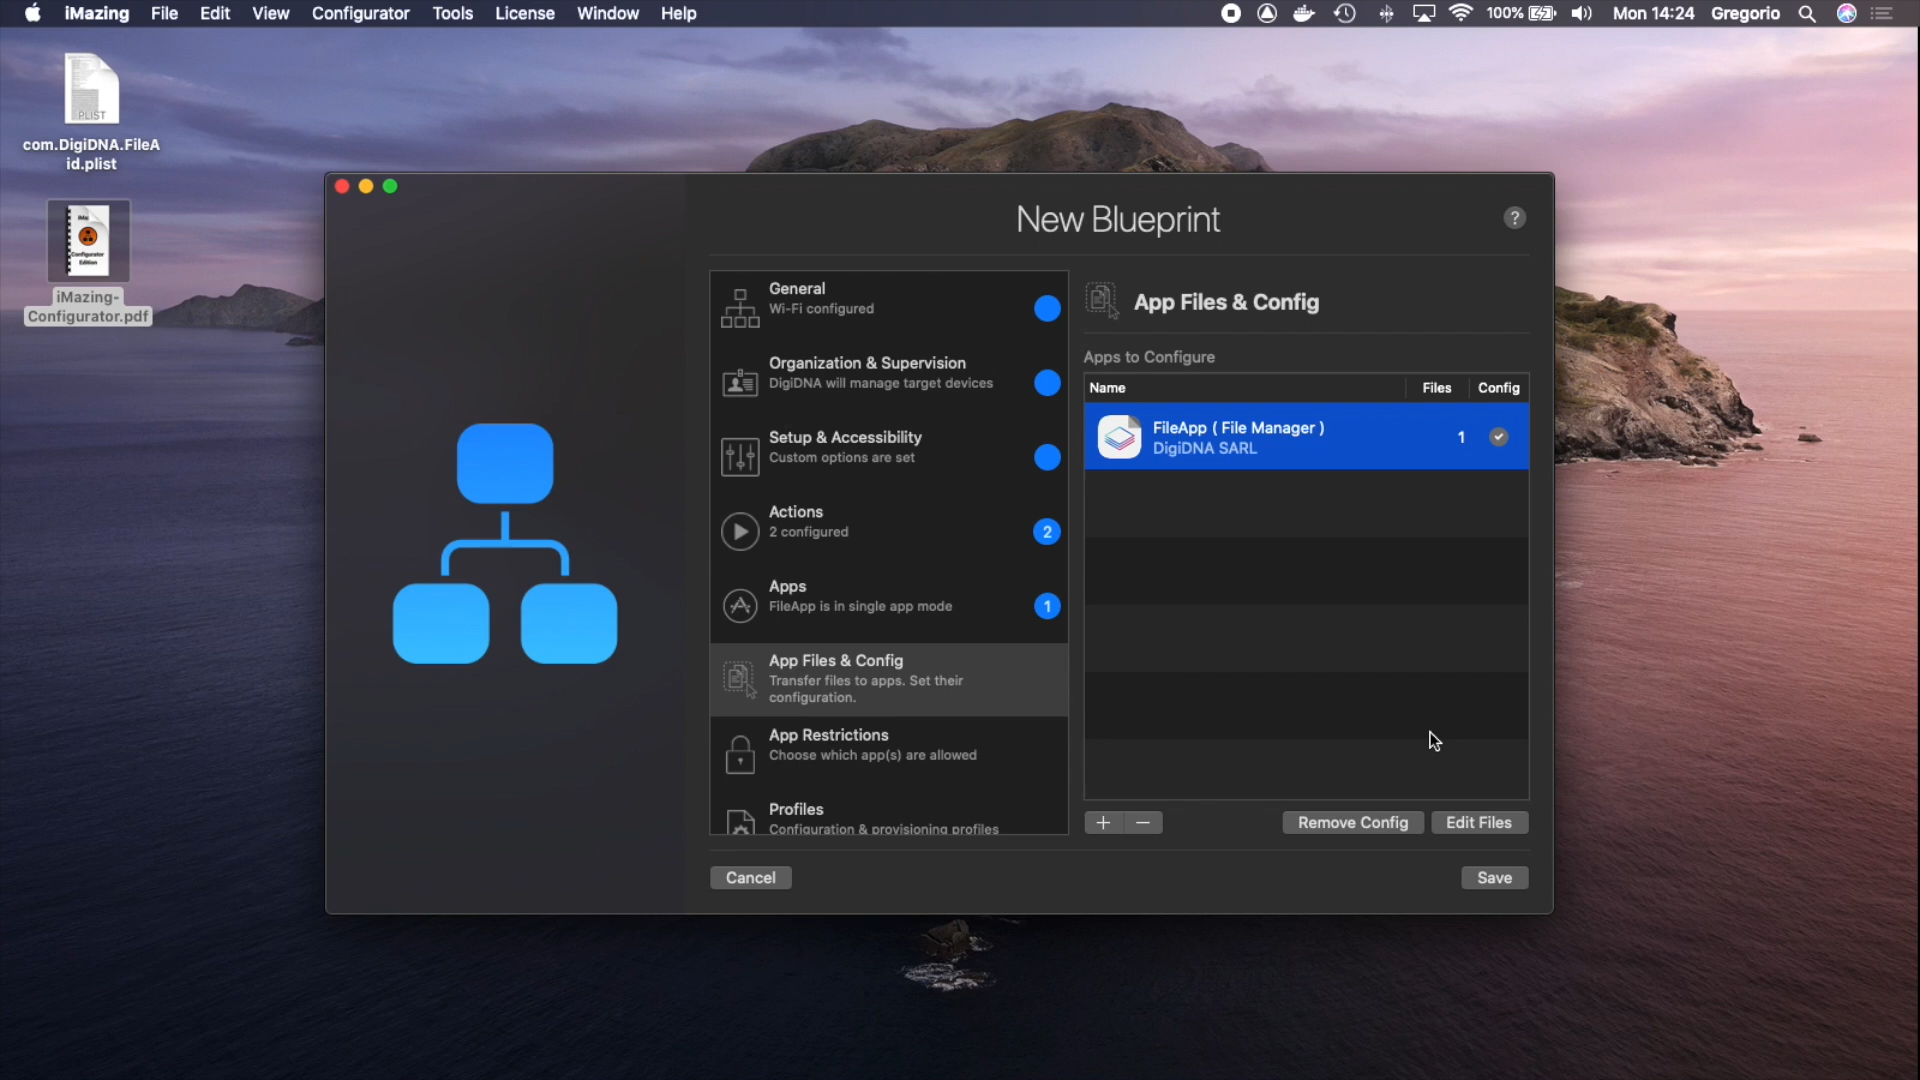 iMazing File Edit View Configurator Tools License Window Help
100% Mon 14:24 Gregorio
PLIST
com.DigiDNA.FileA
id.plist
Configurator
Edition
iMazing-
Configurator.pdf
New Blueprint
?
General
Wi-Fi configured
Organization & Supervision
DigiDNA will manage target devices
Setup & Accessibility
Custom options are set
Actions
2 configured
2
Apps
FileApp is in single app mode
1
App Files & Config
Transfer files to apps. Set their
configuration.
App Restrictions
Choose which app(s) are allowed
Profiles
Configuration & provisioning profiles
App Files & Config
Apps to Configure
Name Files Config
FileApp ( File Manager )
DigiDNA SARL
1
Remove Config Edit Files
Cancel Save